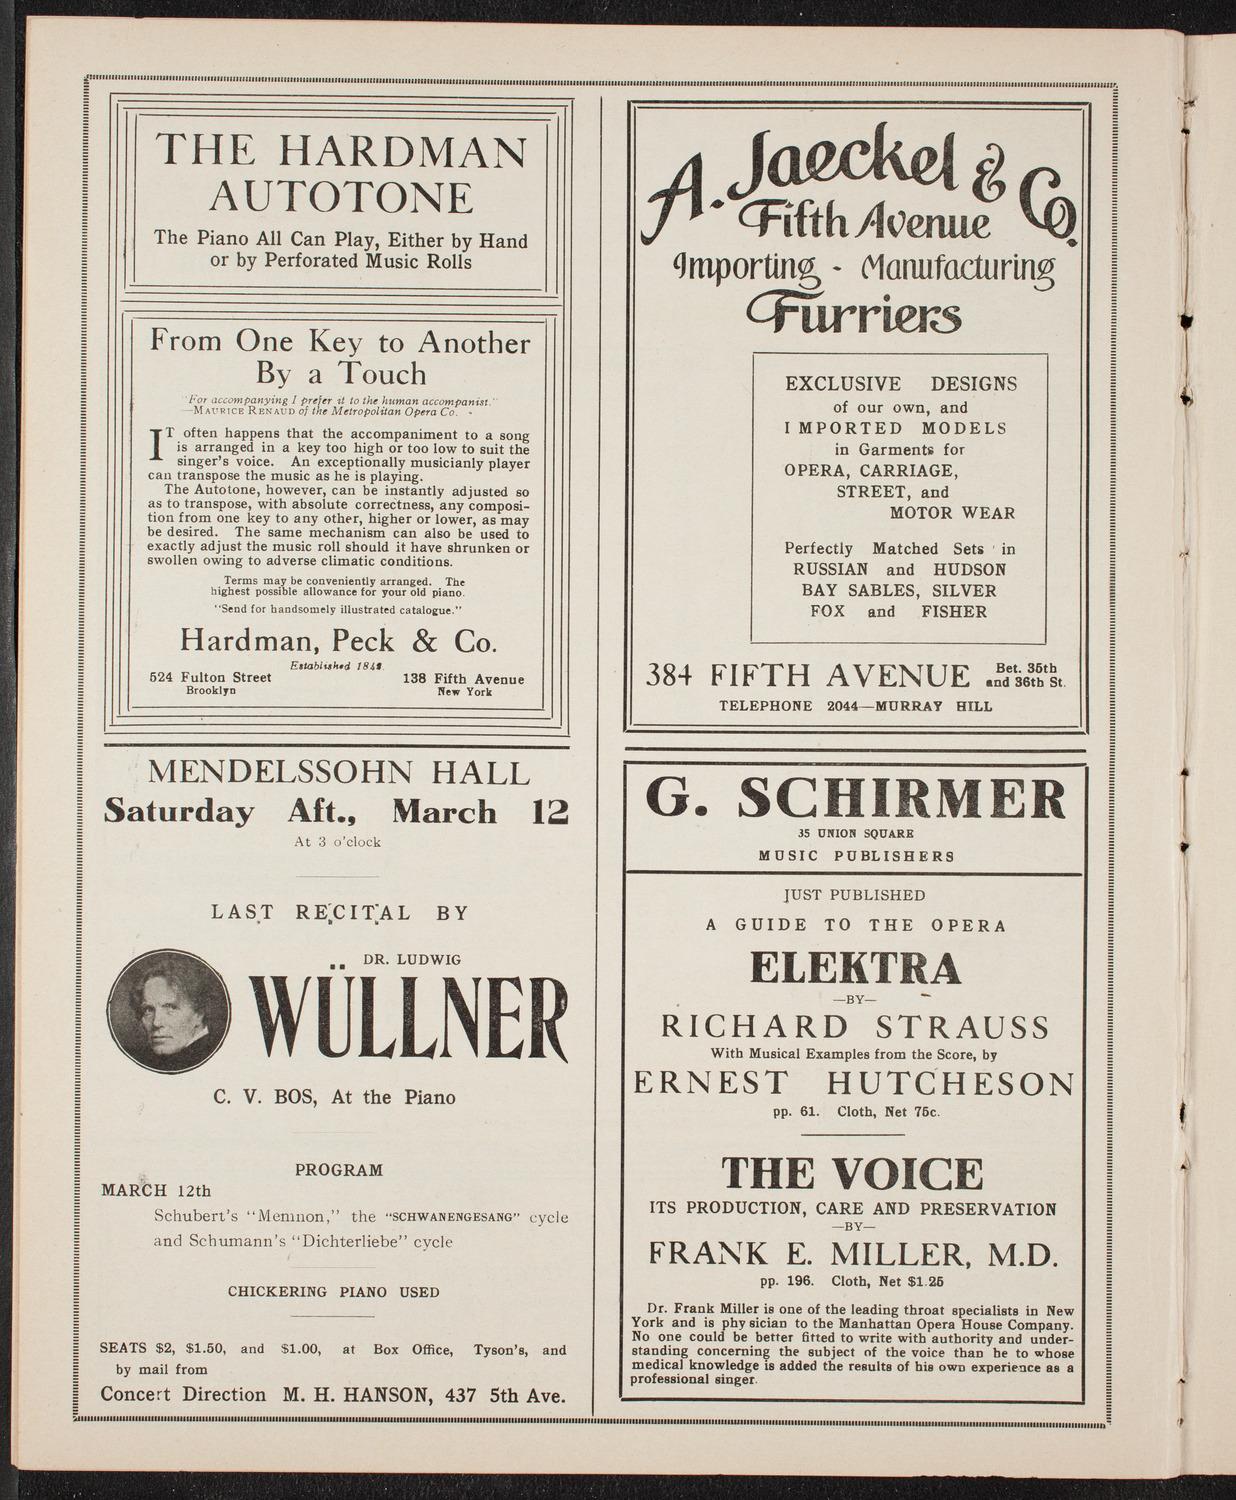 THE HARDMAN
AUTOTONE
The Piano All Can Play, Either by Hand
or by Perforated Music Rolls
From One Key to Another
By a Touch
"For accompanying I prefer it to the human accompanist."
—MAURICE RENAUD of the Metropolitan Opera Co.
IT often happens that the accompaniment to a song
is arranged in a key too high or too low to suit the
singer's voice. An exceptionally musicianly player
can transpose the music as he is playing.
The Autotone, however, can be instantly adjusted so
as to transpose, with absolute correctness, any composi-
tion from one key to any other, higher or lower, as may
be desired. The same mechanism can also be used to
exactly adjust the music roll should it have shrunken or
swollen owing to adverse climatic conditions.
Terms may be conveniently arranged. The
highest possible allowance for your old piano.
"Send for handsomely illustrated catalogue."
Hardman, Peck & Co.
Established 1842.
524 Fulton Street 138 Fifth Avenue
Brooklyn New York
MENDELSSOHN HALL
Saturday Aft., March 12
At 3 o'clock
LAST RECITAL BY
DR. LUDWIG
WÜLLNER
C. V. BOS, At the Piano
PROGRAM
MARCH 12th
Schubert's "Memnon," the "SCHWANENGESANG" cycle
and Schumann's "Dichterliebe" cycle
CHICKERING PIANO USED
SEATS $2, $1.50, and $1.00, at Box Office, Tyson's, and
by mail from
Concert Direction M. H. HANSON, 437 5th Ave.
A. Jaeckel & Co.
Fifth Avenue
Importing - Manufacturing
Furriers
EXCLUSIVE DESIGNS
of our own, and
IMPORTED MODELS
in Garments for
OPERA, CARRIAGE,
STREET, and
MOTOR WEAR
Perfectly Matched Sets in
RUSSIAN and HUDSON
BAY SABLES, SILVER
FOX and FISHER
384 FIFTH AVENUE Bet. 35th
and 36th St.
TELEPHONE 2044—MURRAY HILL
G. SCHIRMER
35 UNION SQUARE
MUSIC PUBLISHERS
JUST PUBLISHED
A GUIDE TO THE OPERA
ELEKTRA
—BY—
RICHARD STRAUSS
With Musical Examples from the Score, by
ERNEST HUTCHESON
pp. 61. Cloth, Net 75c.
THE VOICE
ITS PRODUCTION, CARE AND PRESERVATION
—BY—
FRANK E. MILLER, M.D.
pp. 196. Cloth, Net $1.25
Dr. Frank Miller is one of the leading throat specialists in New
York and is phy sician to the Manhattan Opera House Company.
No one could be better fitted to write with authority and under-
standing concerning the subject of the voice than he to whose
medical knowledge is added the results of his own experience as a
professional singer.